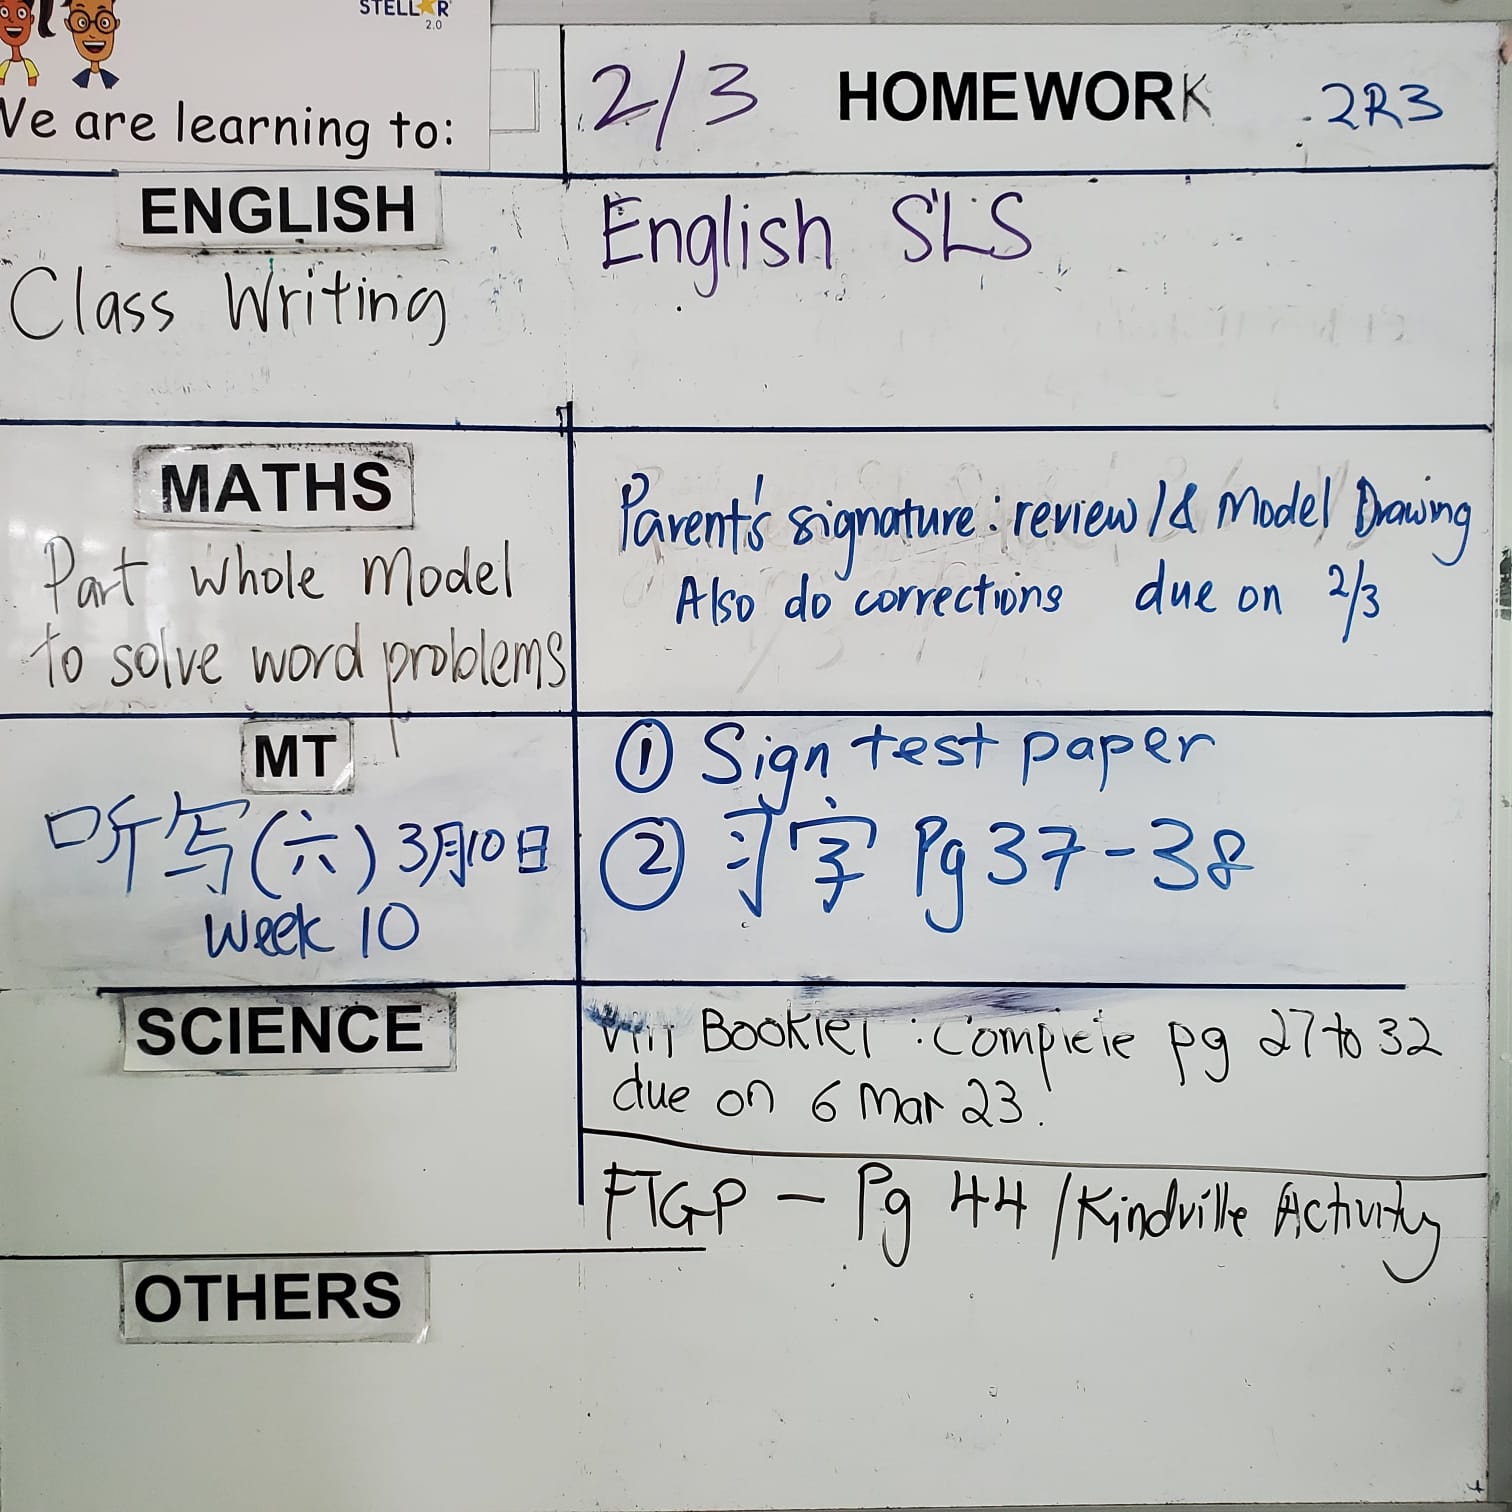 STELLAR
2.0
We are learning to:
2/3 HOMEWORK 2R3
ENGLISH
Class Writing
English SLS
MATHS
Part whole model
to solve word problems
Parent's signature: review 1 & Model Drawing
Also do corrections due on 2/3
MT
听写(六) 3月10日
Week 10
① Sign test paper
② 习字 Pg 37-38
SCIENCE
Booklet : Complete pg 27 to 32
due on 6 Mar 23.
FTGP - Pg 44 / Kindville Activity
OTHERS